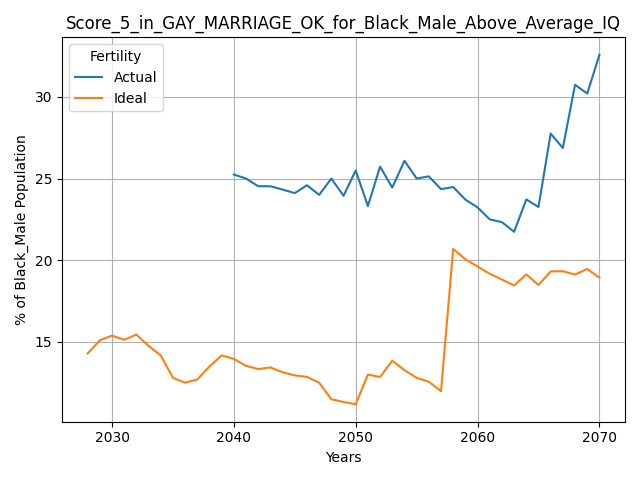 Score_5_in_GAY_MARRIAGE_OK_for_Black_Male_Above_Average_IQ
Fertility
Actual
Ideal
% of Black_Male Population
30
25
20
15
2030 2040 2050 2060 2070
Years